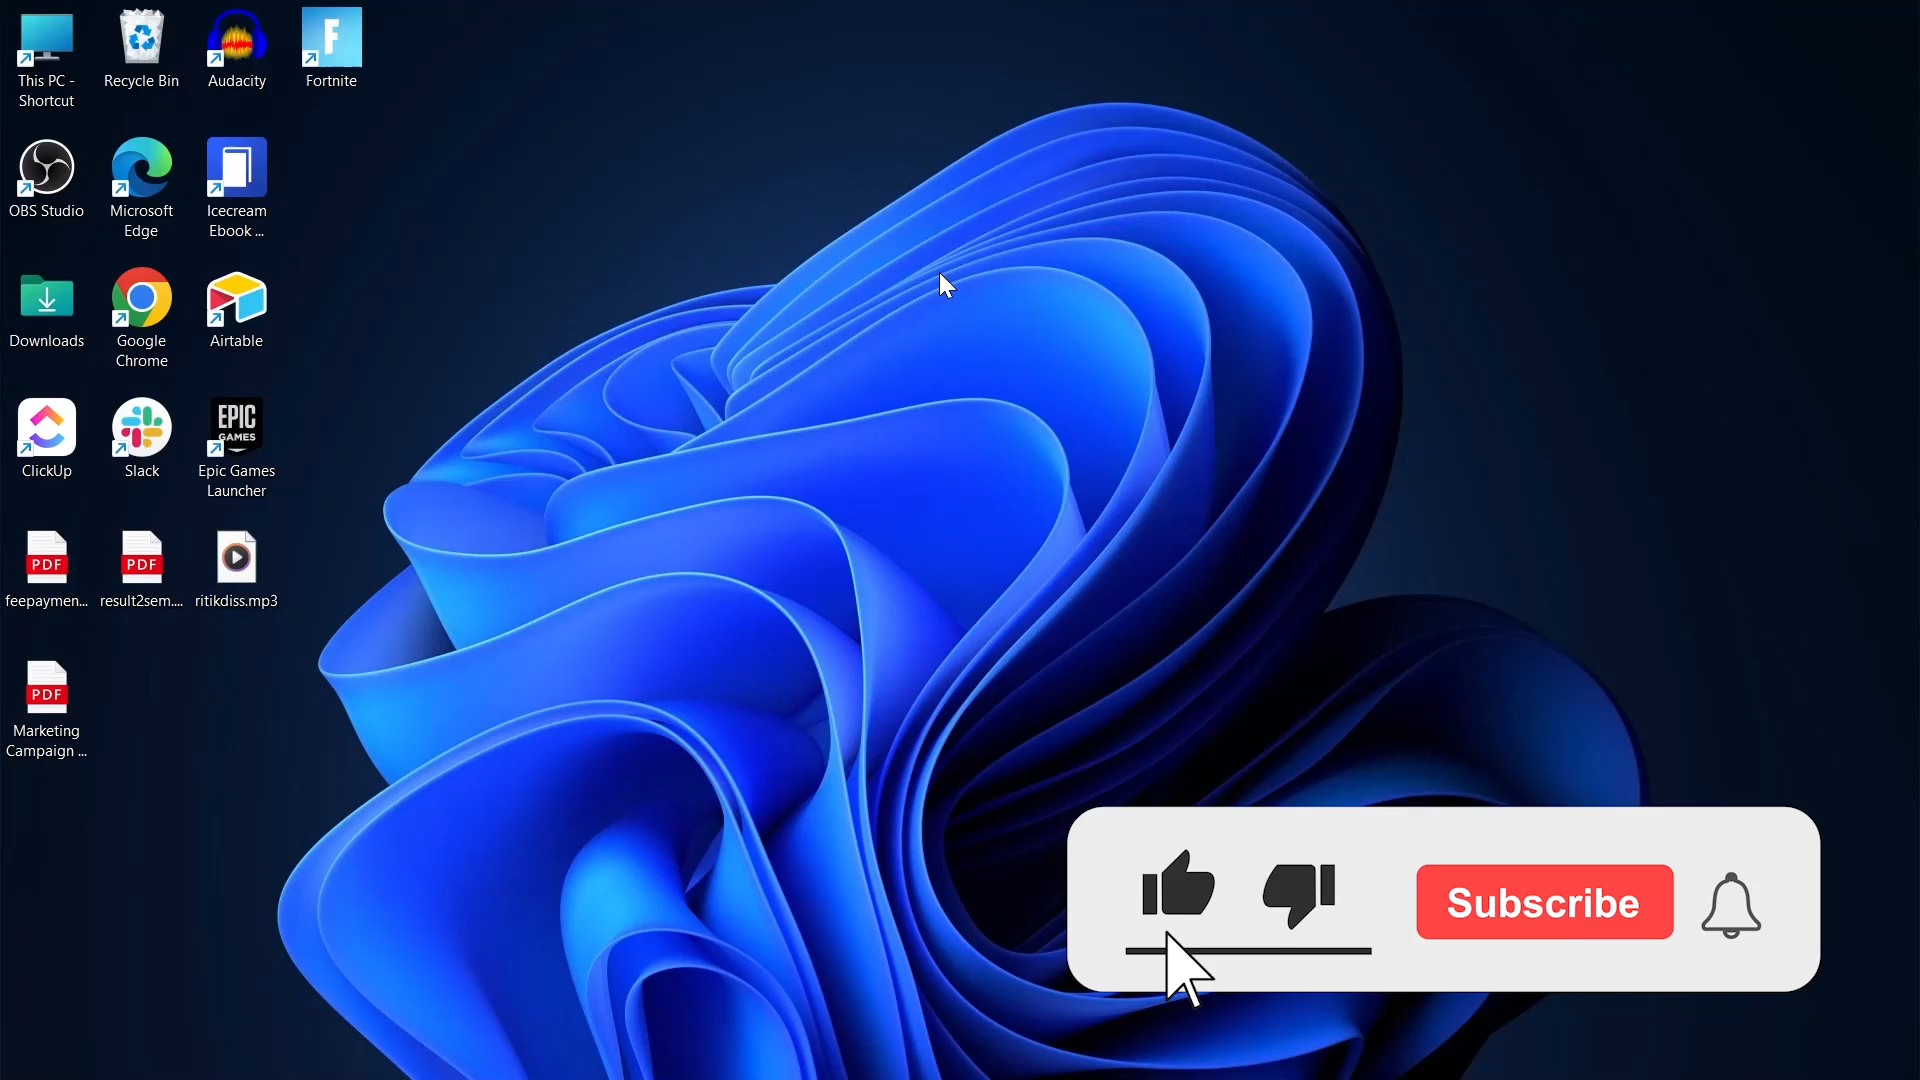 This PC -
Shortcut
Recycle Bin
Audacity
F
Fortnite
OBS Studio
Microsoft
Edge
Icecream
Ebook ...
Downloads
Google
Chrome
Airtable
ClickUp
Slack
EPIC
GAMES
Epic Games
Launcher
PDF
feepaymen...
PDF
result2sem....
ritikdiss.mp3
PDF
Marketing
Campaign ...
Subscribe